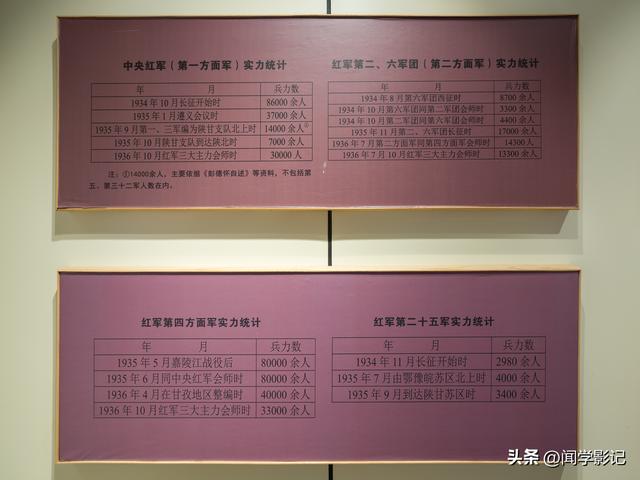 中央红军（第一方面军）实力统计
年 月 兵力数
1934 年 10 月长征开始时 86000 余人
1935 年 1 月遵义会议时 37000 余人
1935 年 9 月第一、三军编为陕甘支队北上时 14000 余人①
1935 年 10 月陕甘支队到达陕北时 7000 余人
1936 年 10 月红军三大主力会师时 30000 人
注：①14000余人，主要依据《彭德怀自述》等资料，不包括第
五、第三十二军人数在内。
红军第二、六军团（第二方面军）实力统计
年 月 兵力数
1934 年 8 月第六军团西征时 8700 余人
1934 年 10 月第六军团同第二军团会师时 3300 余人
1934 年 10 月第二军团同第六军团会师时 4400 余人
1935 年 11 月第二、六军团长征时 17000 余人
1936 年 7 月第二方面军同第四方面军会师时 14300人
1936 年 7 月 10 月红军三大主力会师时 13300 余人
红军第四方面军实力统计
年 月 兵力数
1935 年 5 月嘉陵江战役后 80000 余人
1935 年 6 月同中央红军会师时 80000 余人
1936 年 4 月在甘孜地区整编时 40000 余人
1936 年 10 月红军三大主力会师时 33000 余人
红军第二十五军实力统计
年 月 兵力数
1934 年 11 月长征开始时 2980 余人
1935 年 7 月由鄂豫皖苏区北上时 4000 余人
1935 年 9 月到达陕甘苏区时 3400 余人
头条 @闻学影记